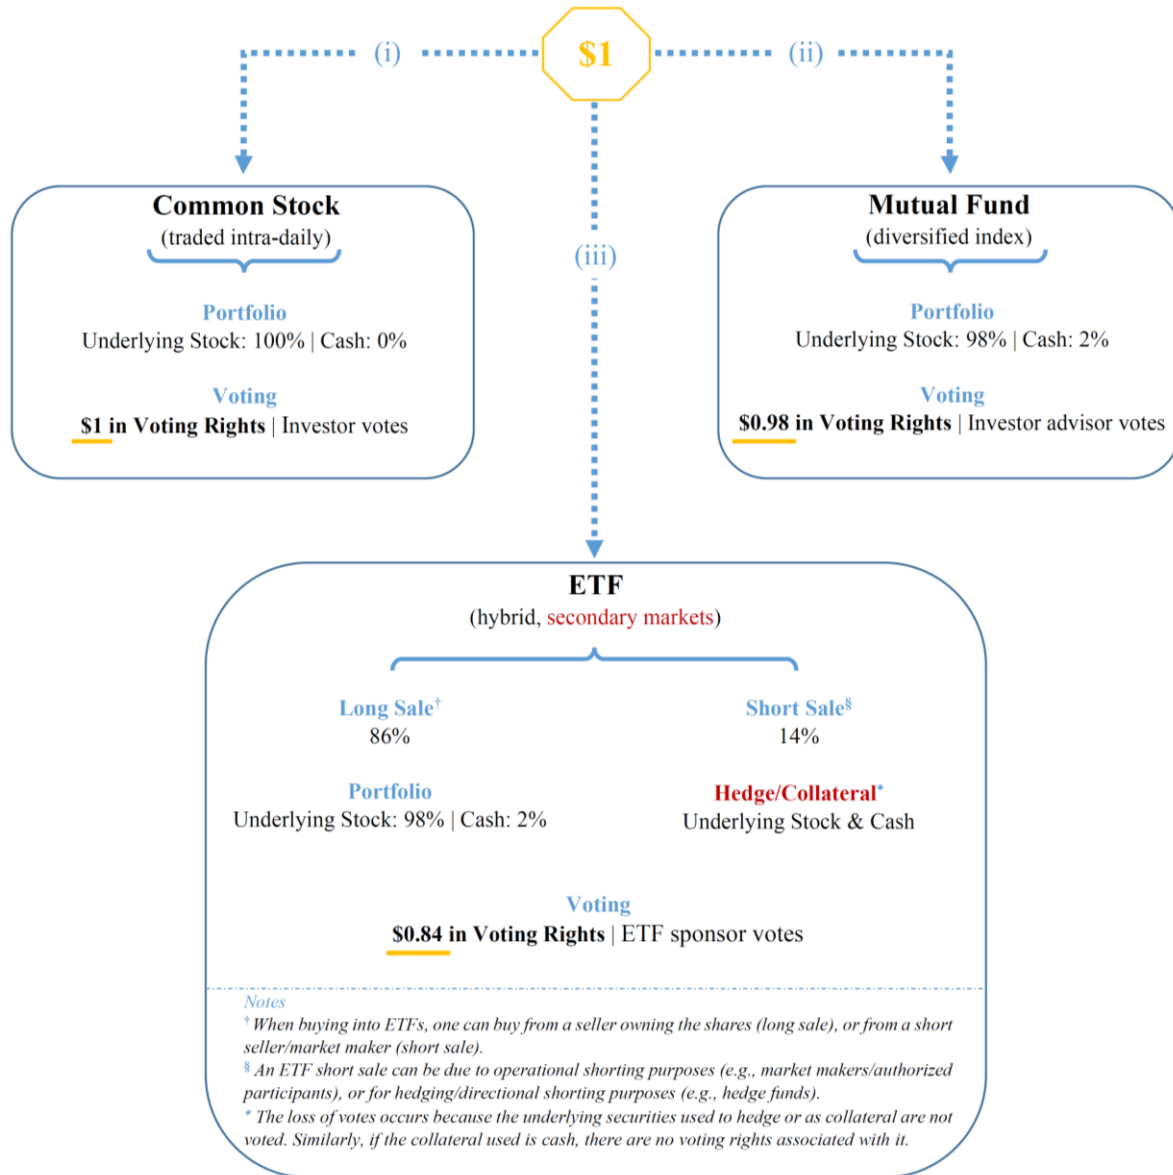 $1
(i)
(ii)
Common Stock
(traded intra-daily)
Portfolio
Underlying Stock: 100% | Cash: 0%
Voting
$1 in Voting Rights | Investor votes
Mutual Fund
(diversified index)
Portfolio
Underlying Stock: 98% | Cash: 2%
Voting
$0.98 in Voting Rights | Investor advisor votes
(iii)
ETF
(hybrid, secondary markets)
Long Sale†
86%
Short Sale§
14%
Portfolio
Underlying Stock: 98% | Cash: 2%
Hedge/Collateral*
Underlying Stock & Cash
Voting
$0.84 in Voting Rights | ETF sponsor votes
Notes
† When buying into ETFs, one can buy from a seller owning the shares (long sale), or from a short
seller/market maker (short sale).
§ An ETF short sale can be due to operational shorting purposes (e.g., market makers/authorized
participants), or for hedging/directional shorting purposes (e.g., hedge funds).
* The loss of votes occurs because the underlying securities used to hedge or as collateral are not
voted. Similarly, if the collateral used is cash, there are no voting rights associated with it.